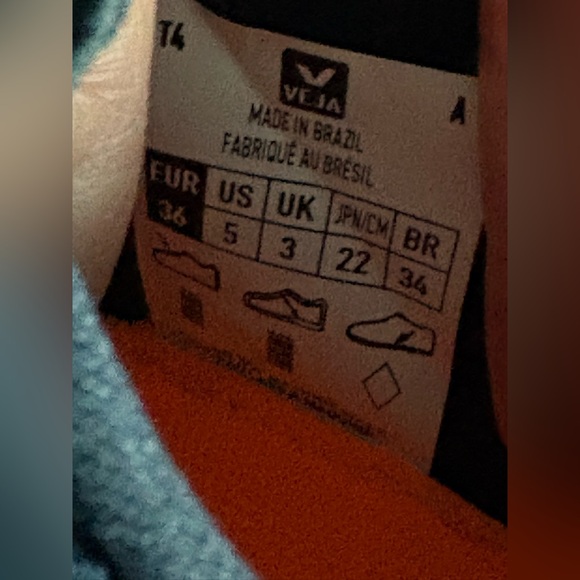 T4
VEJA
A
MADE IN BRAZIL
FABRIQUÉ AU BRÉSIL
EUR US UK JPN/CM BR
36 5 3 22 34